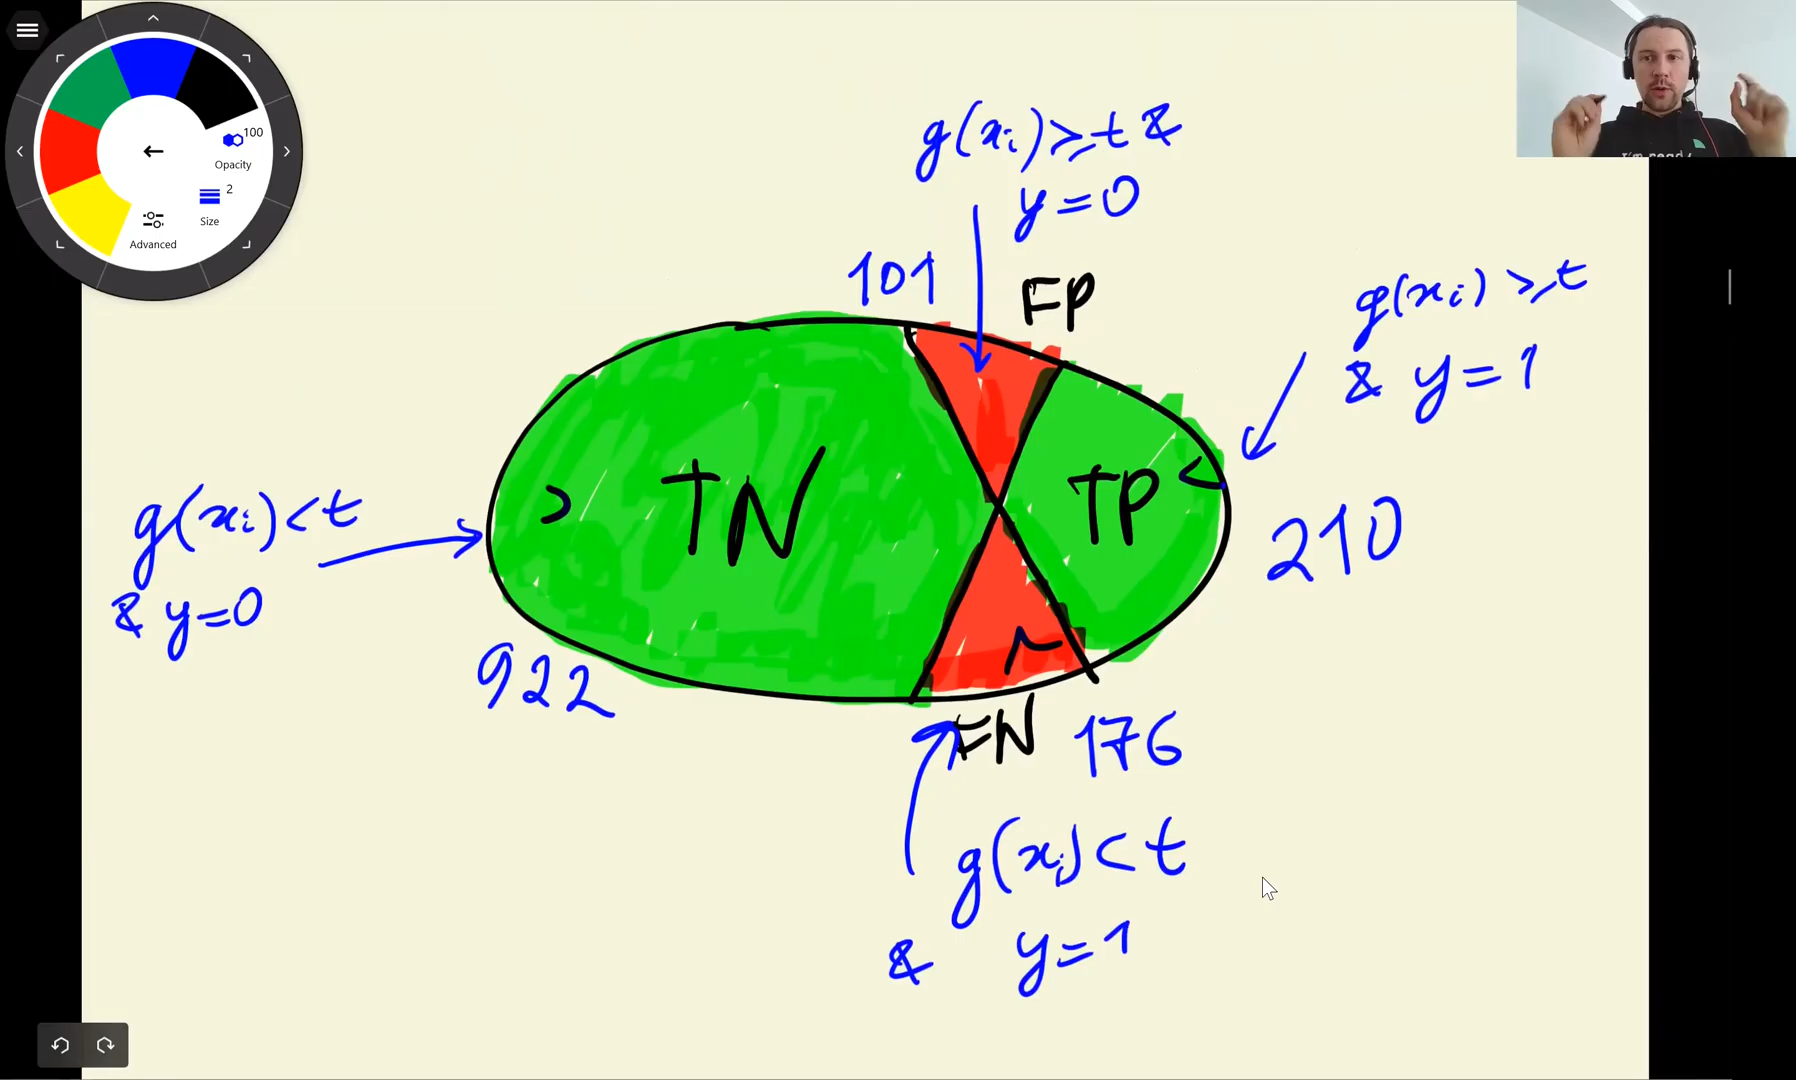 100
Opacity
2
Size
Advanced
g(xi) ⩾ t &
y = 0
101
FP
g(xi) ⩾ t
& y = 1
TN
TP
g(xi) < t
& y = 0
210
922
FN
176
g(xi) < t
& y = 1